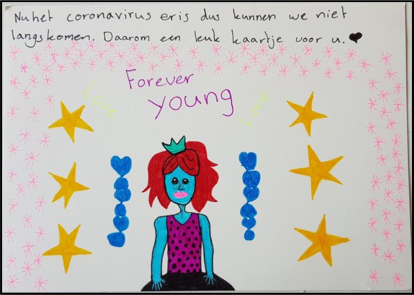 Nu het coronavirus er is dus kunnen we niet
langskomen. Daarom een leuk kaartje voor u. ♥
Forever
young